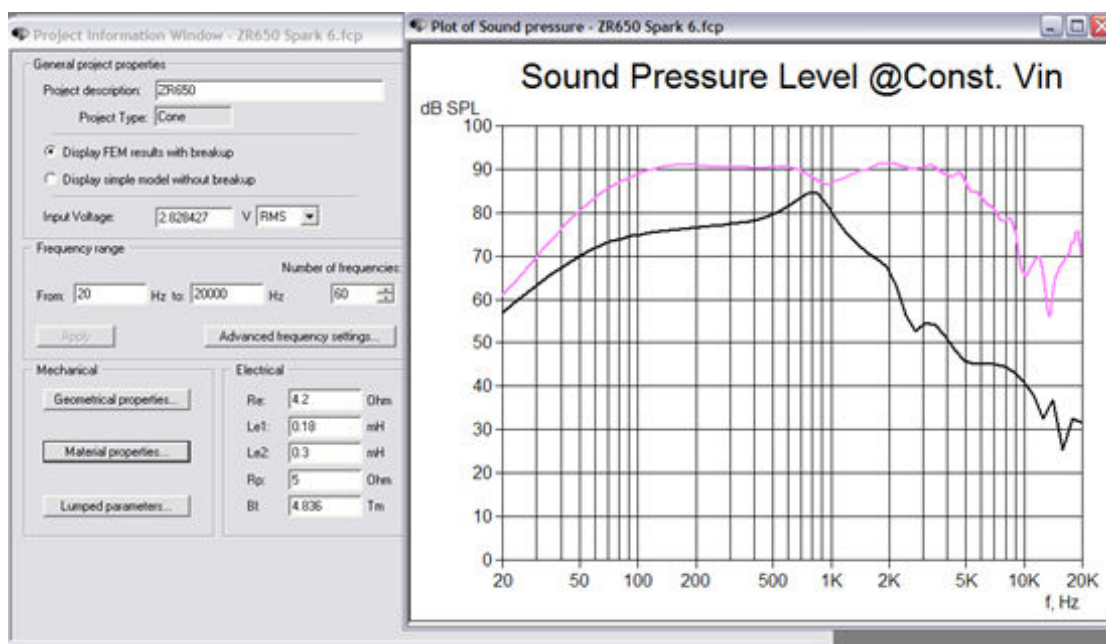 Project Information Window - ZR650 Spark 6.fcp
General project properties
Project description: ZR650
Project Type: Cone
Display FEM results with breakup
Display simple model without breakup
Input Voltage: 2.828427 V RMS
Frequency range
Number of frequencies:
From: 20 Hz to: 20000 Hz 60
Apply Advanced frequency settings...
Mechanical
Geometrical properties...
Material properties...
Lumped parameters...
Electrical
Re: 4.2 Ohm
Le1: 0.18 mH
Le2: 0.3 mH
Rp: 5 Ohm
Bl: 4.836 Tm
Plot of Sound pressure - ZR650 Spark 6.fcp
Sound Pressure Level @Const. Vin
dB SPL
100
90
80
70
60
50
40
30
20
10
0
20 50 100 200 500 1K 2K 5K 10K 20K
f, Hz